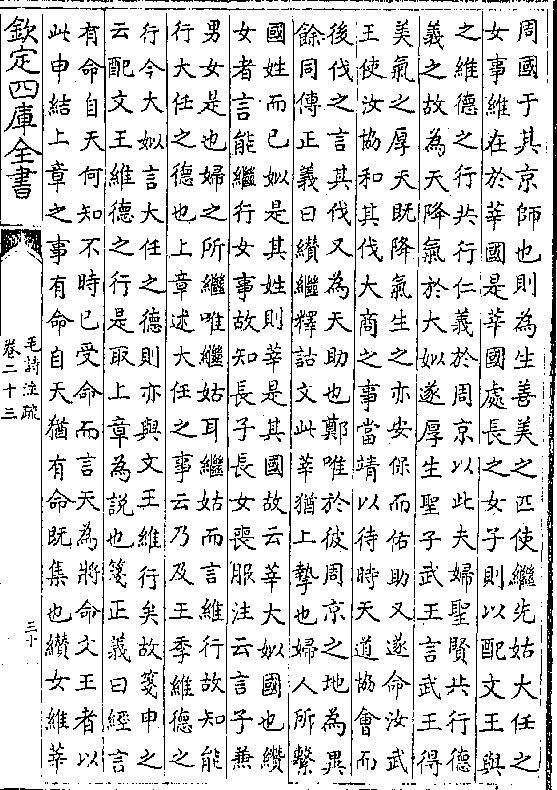 周國于其京師也則為生善美之匹使繼先姑大任之
女事維在於莘國是莘國處長之女子則以配文王與
之維德之行共行仁義於周京以此夫婦聖賢共行德
義之故為天降氣於大姒遂厚生聖子武王言武王得
美氣之厚天既降氣生之亦安保而佑助又遂命汝武
王使汝協和其伐大商之事當靖以待時天道協會而
後伐之言其伐又為天助也鄭唯於彼周京之地為異
餘同傳正義曰纘繼釋詁文此莘猶上摯也婦人所繫
國姓而已姒是其姓則莘是其國故云莘大姒國也纘
女者言能繼行女事故知長子長女喪服注云言子兼
男女是也婦之所繼唯繼姑耳繼姑而言維行故知能
行大任之德也上章述大任之事云乃及王季維德之
行今大姒言大任之德則亦與文王維行矣故箋申之
云配文王維德之行是取上章為說也箋正義曰經言
有命自天何知不時已受命而言天為將命文王者以
此申結上章之事有命自天猶有命既集也纘女維莘
欽定四庫全書
毛詩注疏
卷二十三
三十